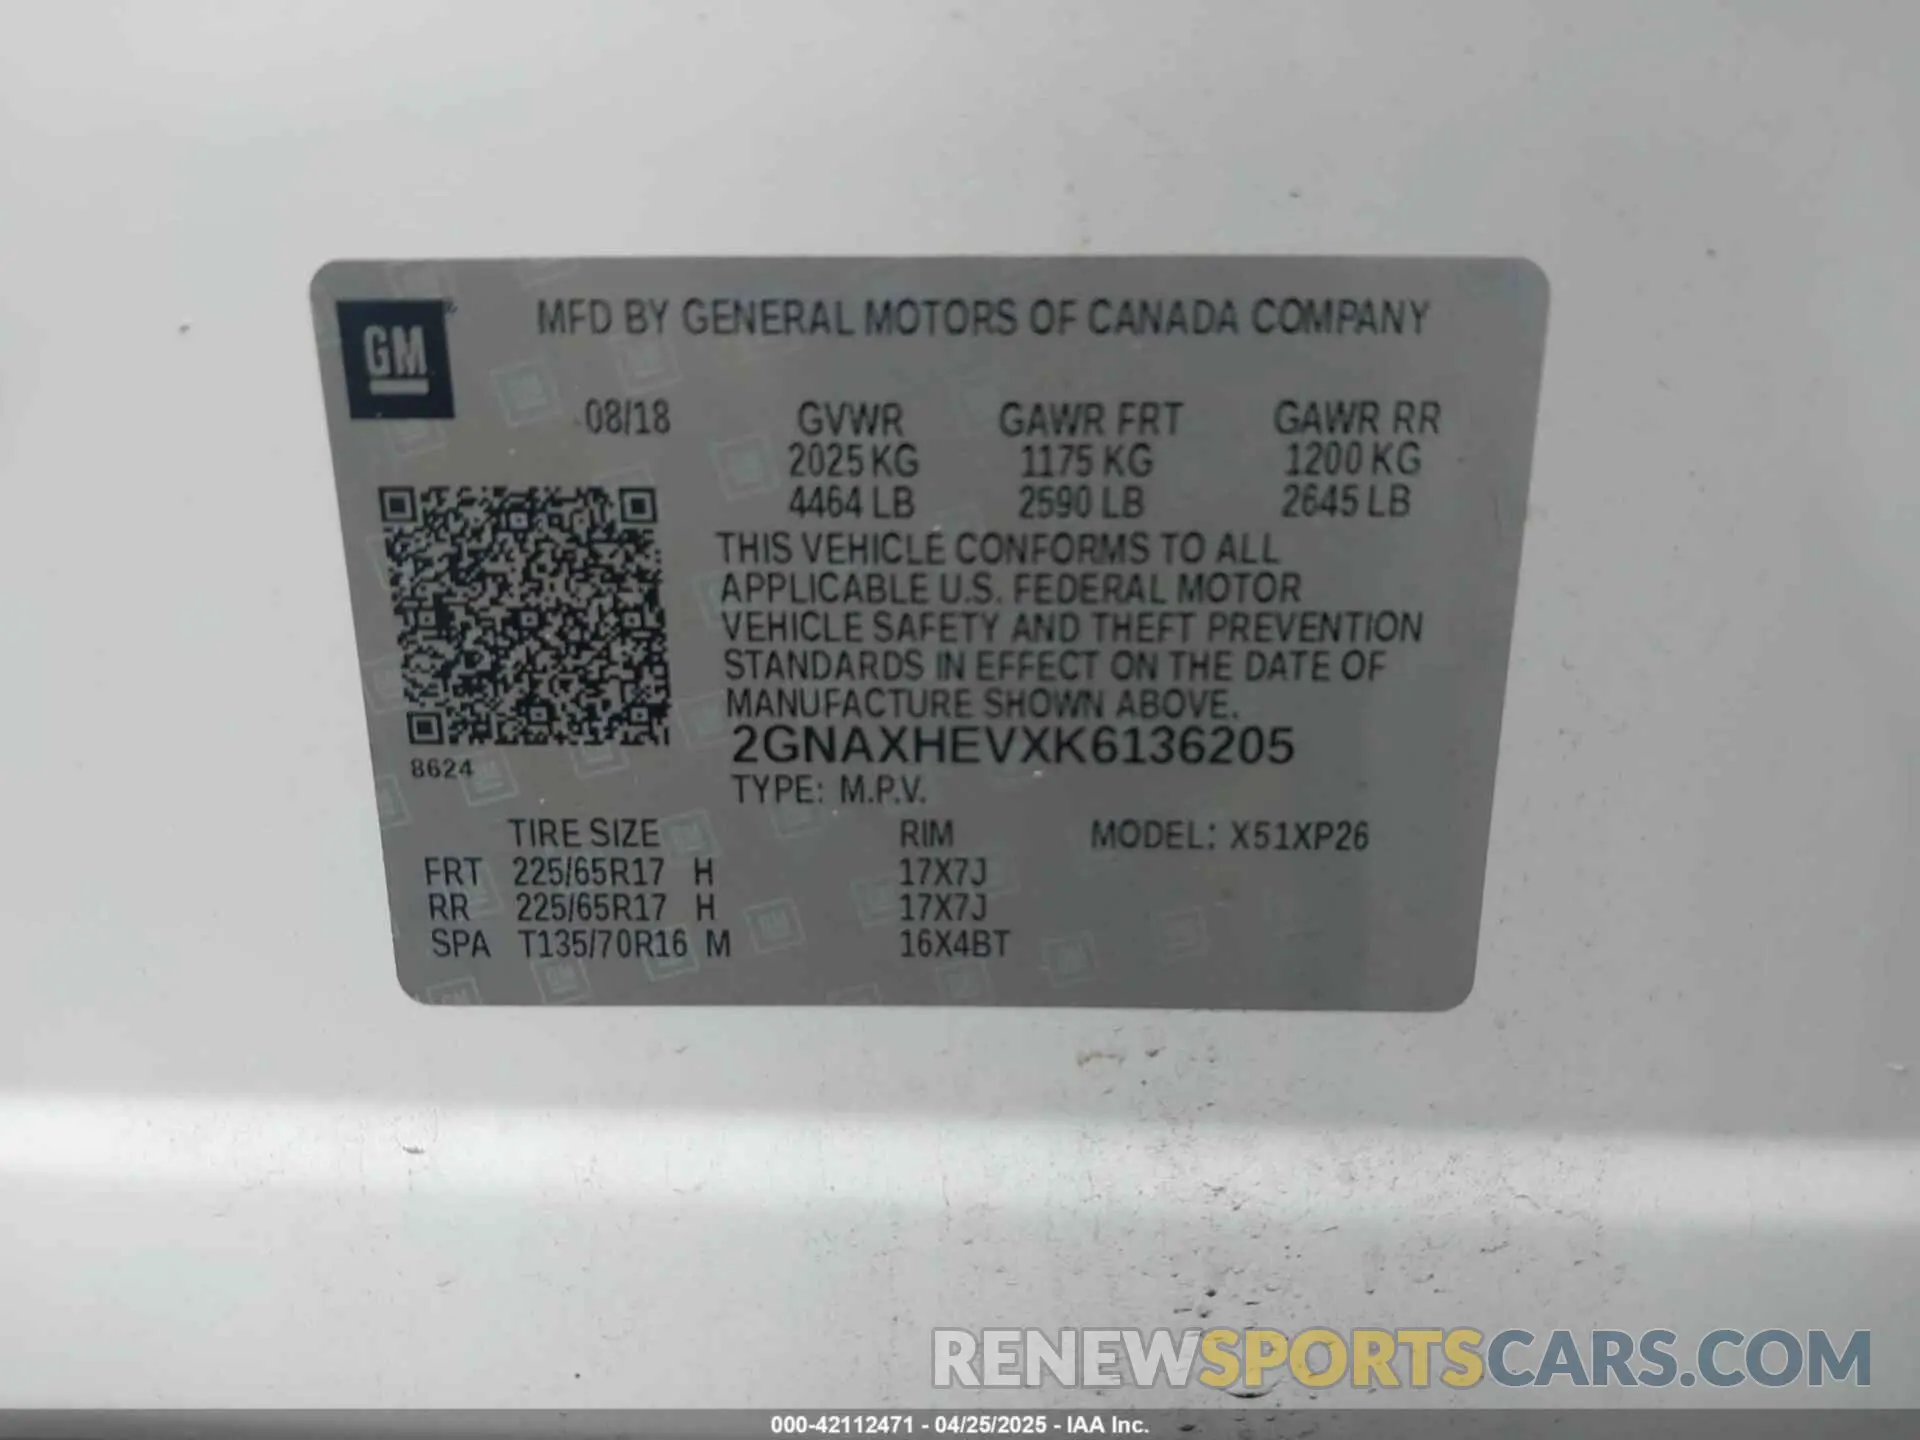 MFD BY GENERAL MOTORS OF CANADA COMPANY
GM
08/18 GVWR GAWR FRT GAWR RR
2025 KG 1175 KG 1200 KG
4464 LB 2590 LB 2645 LB
THIS VEHICLE CONFORMS TO ALL
APPLICABLE U.S. FEDERAL MOTOR
VEHICLE SAFETY AND THEFT PREVENTION
STANDARDS IN EFFECT ON THE DATE OF
MANUFACTURE SHOWN ABOVE.
2GNAXHEVXK6136205
8624
TYPE: M.P.V.
TIRE SIZE RIM MODEL: X51XP26
FRT 225/65R17 H 17X7J
RR 225/65R17 H 17X7J
SPA T135/70R16 M 16X4BT
RENEWSPORTSCARS.COM
000-42112471 - 04/25/2025 - IAA Inc.